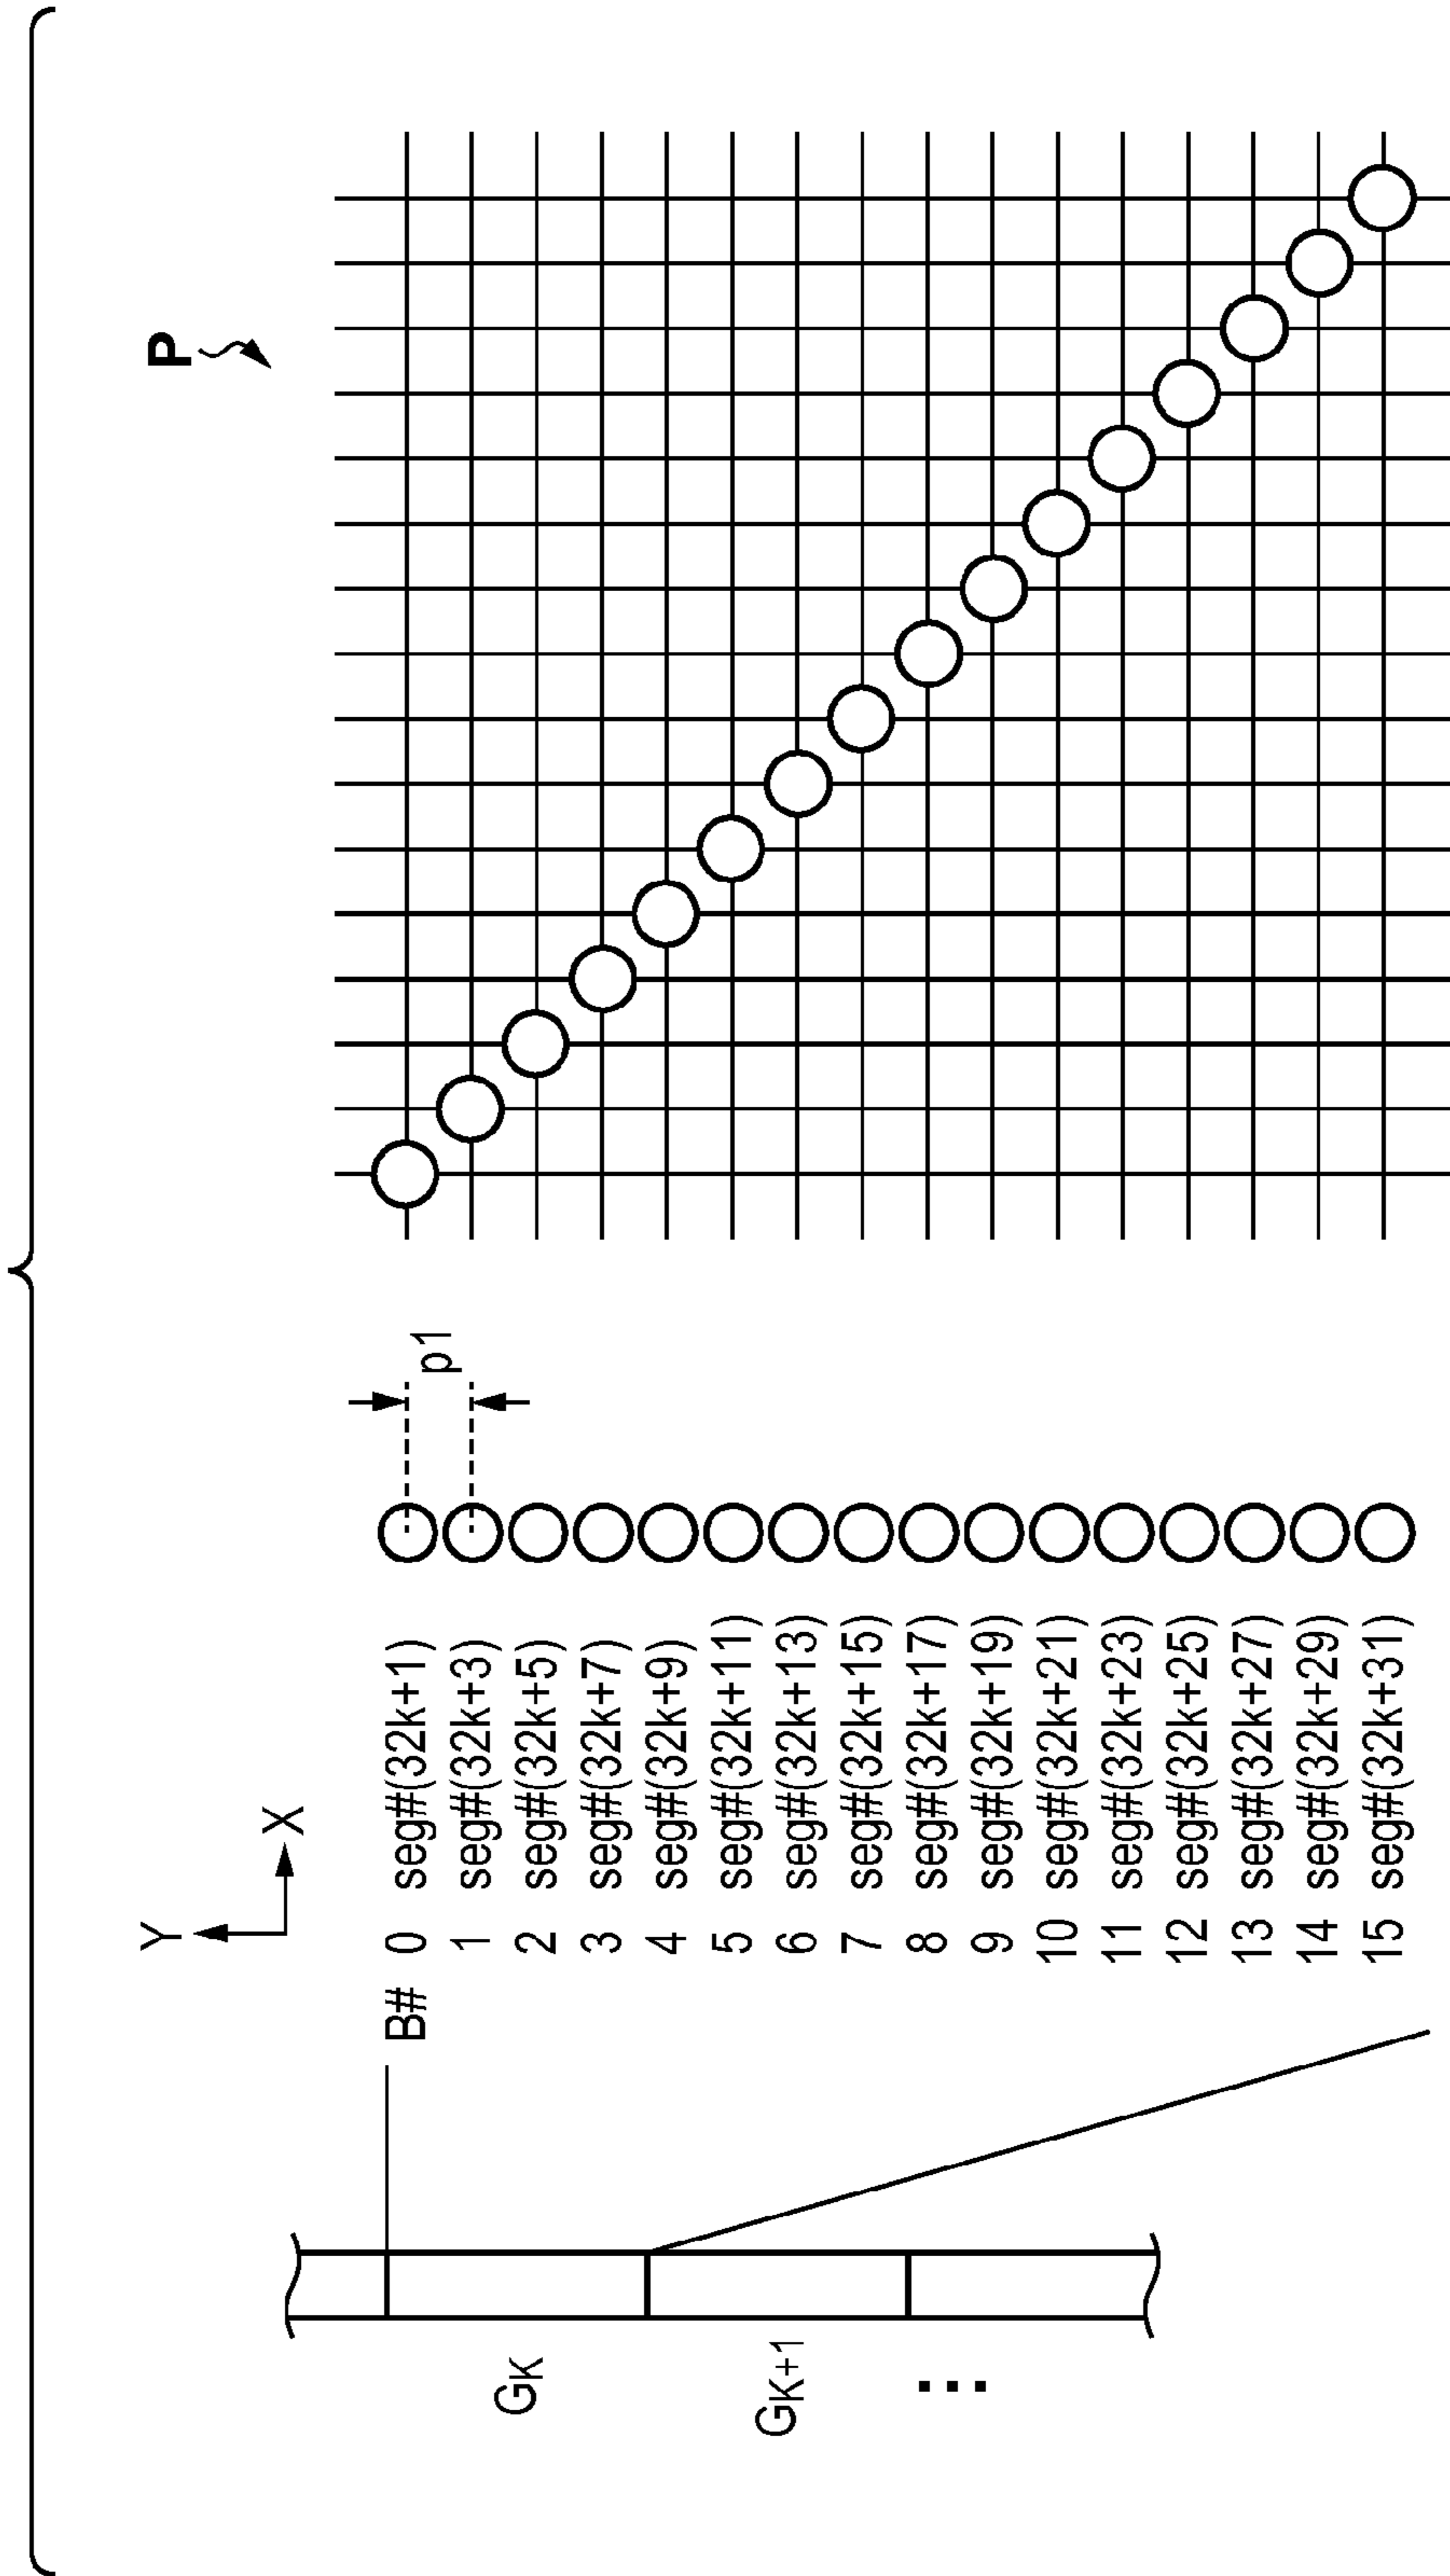 P
p1
Y
X
B#
0 seg#(32k+1)
1 seg#(32k+3)
2 seg#(32k+5)
3 seg#(32k+7)
4 seg#(32k+9)
5 seg#(32k+11)
6 seg#(32k+13)
7 seg#(32k+15)
8 seg#(32k+17)
9 seg#(32k+19)
10 seg#(32k+21)
11 seg#(32k+23)
12 seg#(32k+25)
13 seg#(32k+27)
14 seg#(32k+29)
15 seg#(32k+31)
GK
GK+1
⋯